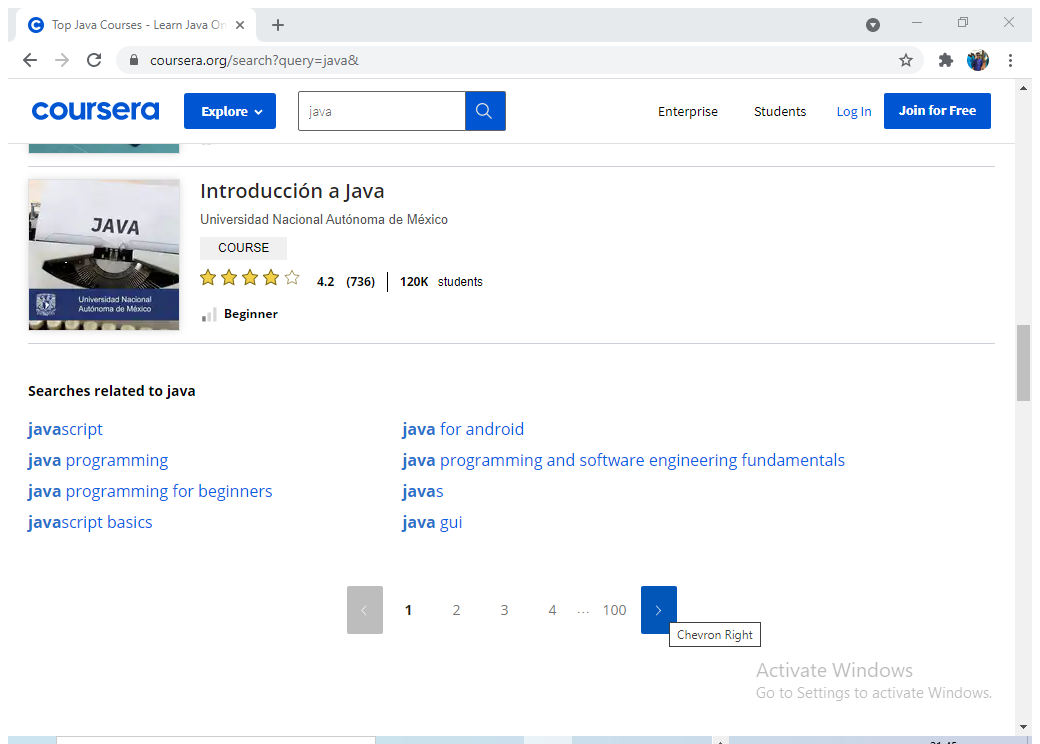 Top Java Courses - Learn Java On
coursera.org/search?query=java&
coursera
Explore
java
Enterprise
Students
Log In
Join for Free
JAVA
Universidad Nacional
Autónoma de México
Introducción a Java
Universidad Nacional Autónoma de México
COURSE
4.2 (736) 120K students
Beginner
Searches related to java
javascript
java for android
java programming
java programming and software engineering fundamentals
java programming for beginners
javas
javascript basics
java gui
1 2 3 4 ... 100
Chevron Right
Activate Windows
Go to Settings to activate Windows.